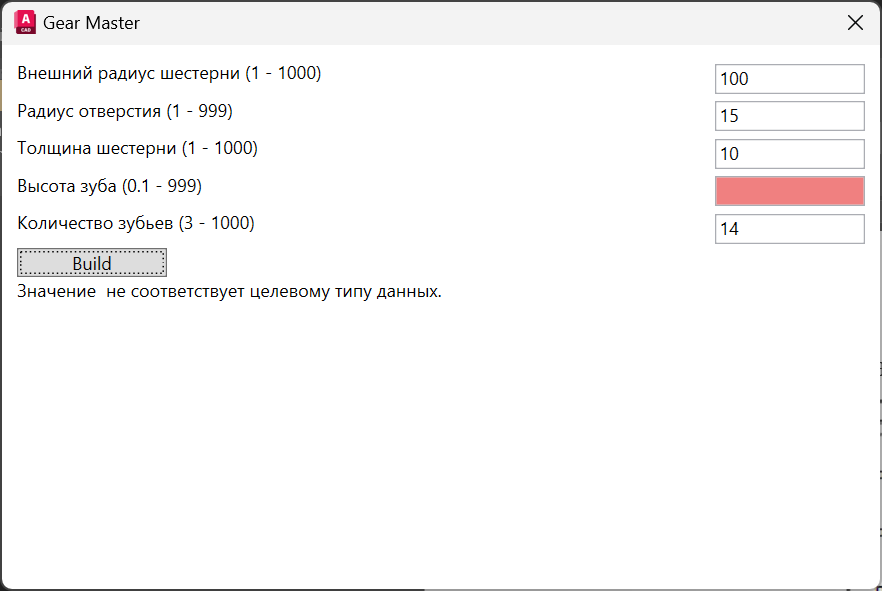 A
CAD
Gear Master
Внешний радиус шестерни (1 - 1000)
100
Радиус отверстия (1 - 999)
15
Толщина шестерни (1 - 1000)
10
Высота зуба (0.1 - 999)
Количество зубьев (3 - 1000)
14
Build
Значение  не соответствует целевому типу данных.